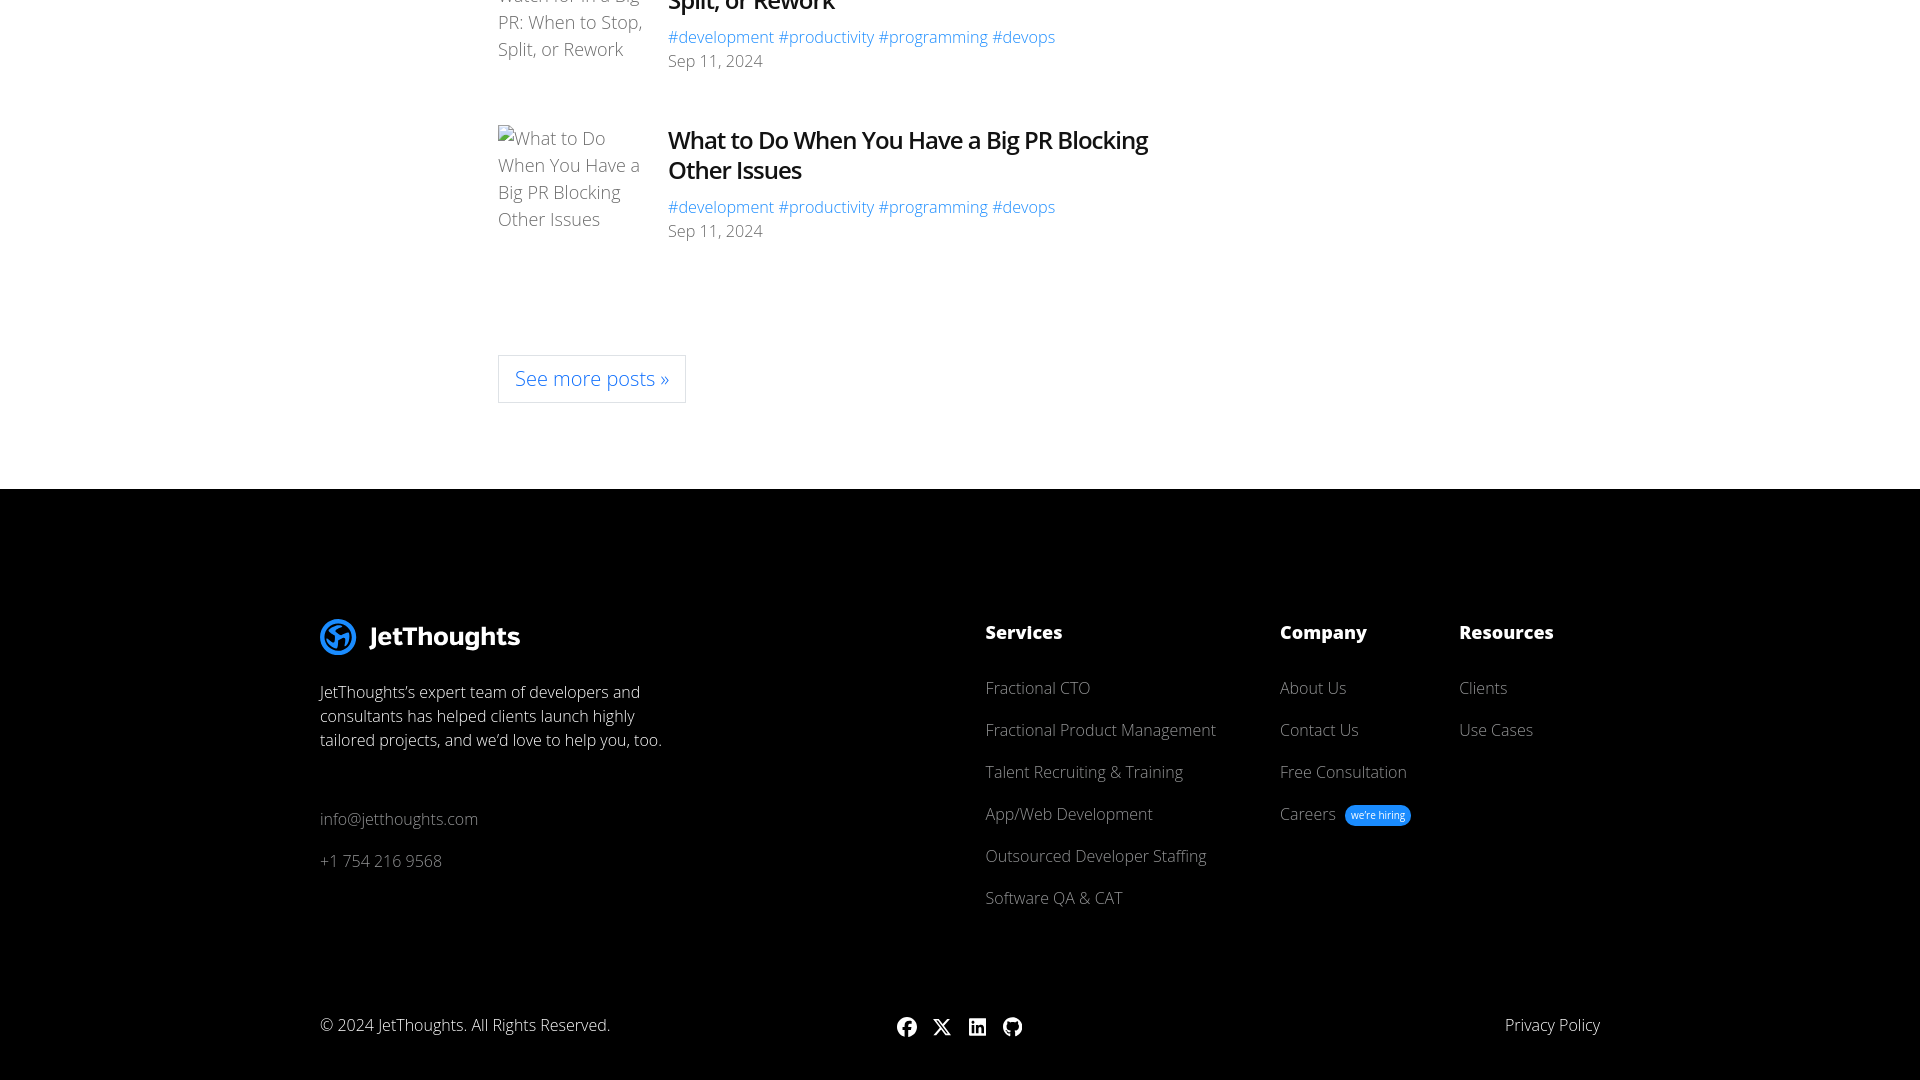 PR: When to Stop,
Split, or Rework
Split, or Rework
#development #productivity #programming #devops
Sep 11, 2024
What to Do
When You Have a
Big PR Blocking
Other Issues
What to Do When You Have a Big PR Blocking
Other Issues
#development #productivity #programming #devops
Sep 11, 2024
See more posts »
JetThoughts
JetThoughts’s expert team of developers and
consultants has helped clients launch highly
tailored projects, and we’d love to help you, too.
info@jetthoughts.com
+1 754 216 9568
Services
Fractional CTO
Fractional Product Management
Talent Recruiting & Training
App/Web Development
Outsourced Developer Staffing
Software QA & CAT
Company
About Us
Contact Us
Free Consultation
Careers we’re hiring
Resources
Clients
Use Cases
© 2024 JetThoughts. All Rights Reserved.
Privacy Policy